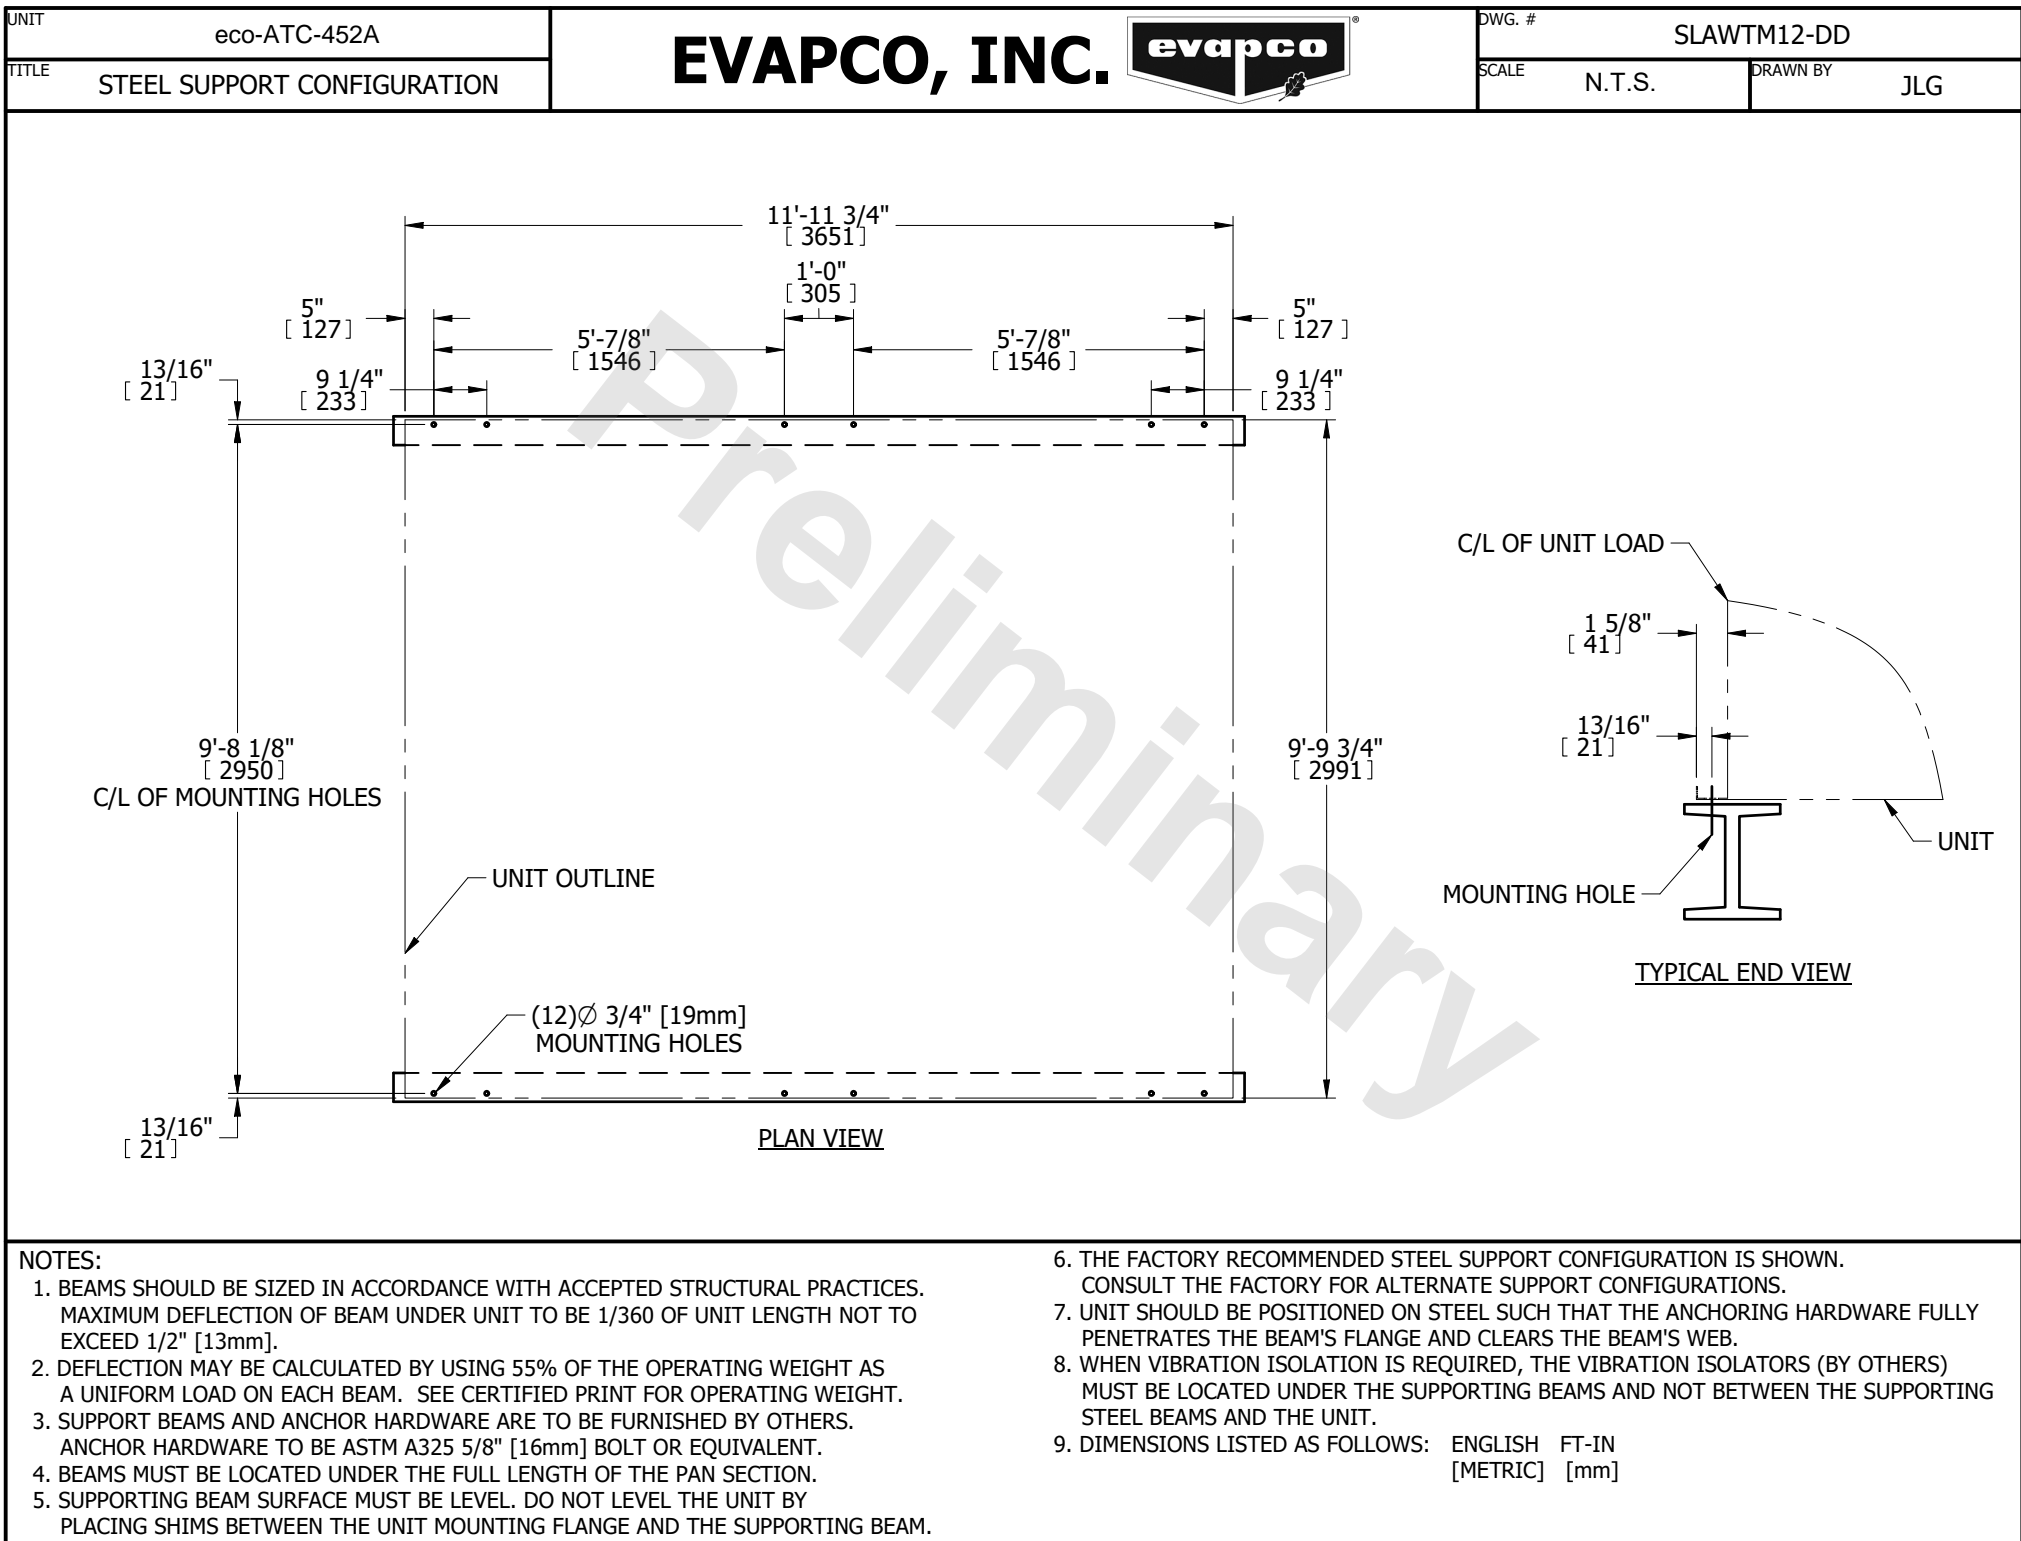 UNIT
eco-ATC-452A
TITLE
STEEL SUPPORT CONFIGURATION
EVAPCO, INC.
evapco®
DWG. #
SLAWTM12-DD
SCALE
N.T.S.
DRAWN BY
JLG
11'-11 3/4"
[ 3651 ]
1'-0"
[ 305 ]
5"
[ 127 ]
5"
[ 127 ]
5'-7/8"
[ 1546 ]
5'-7/8"
[ 1546 ]
13/16"
[ 21 ]
9 1/4"
[ 233 ]
9 1/4"
[ 233 ]
Preliminary
C/L OF UNIT LOAD
1 5/8"
[ 41 ]
13/16"
[ 21 ]
9'-8 1/8"
[ 2950 ]
C/L OF MOUNTING HOLES
9'-9 3/4"
[ 2991 ]
UNIT
UNIT OUTLINE
MOUNTING HOLE
TYPICAL END VIEW
(12)∅ 3/4" [19mm]
MOUNTING HOLES
13/16"
[ 21 ]
PLAN VIEW
NOTES:
1. BEAMS SHOULD BE SIZED IN ACCORDANCE WITH ACCEPTED STRUCTURAL PRACTICES.
MAXIMUM DEFLECTION OF BEAM UNDER UNIT TO BE 1/360 OF UNIT LENGTH NOT TO
EXCEED 1/2" [13mm].
2. DEFLECTION MAY BE CALCULATED BY USING 55% OF THE OPERATING WEIGHT AS
A UNIFORM LOAD ON EACH BEAM. SEE CERTIFIED PRINT FOR OPERATING WEIGHT.
3. SUPPORT BEAMS AND ANCHOR HARDWARE ARE TO BE FURNISHED BY OTHERS.
ANCHOR HARDWARE TO BE ASTM A325 5/8" [16mm] BOLT OR EQUIVALENT.
4. BEAMS MUST BE LOCATED UNDER THE FULL LENGTH OF THE PAN SECTION.
5. SUPPORTING BEAM SURFACE MUST BE LEVEL. DO NOT LEVEL THE UNIT BY
PLACING SHIMS BETWEEN THE UNIT MOUNTING FLANGE AND THE SUPPORTING BEAM.
6. THE FACTORY RECOMMENDED STEEL SUPPORT CONFIGURATION IS SHOWN.
CONSULT THE FACTORY FOR ALTERNATE SUPPORT CONFIGURATIONS.
7. UNIT SHOULD BE POSITIONED ON STEEL SUCH THAT THE ANCHORING HARDWARE FULLY
PENETRATES THE BEAM'S FLANGE AND CLEARS THE BEAM'S WEB.
8. WHEN VIBRATION ISOLATION IS REQUIRED, THE VIBRATION ISOLATORS (BY OTHERS)
MUST BE LOCATED UNDER THE SUPPORTING BEAMS AND NOT BETWEEN THE SUPPORTING
STEEL BEAMS AND THE UNIT.
9. DIMENSIONS LISTED AS FOLLOWS: ENGLISH FT-IN
[METRIC] [mm]